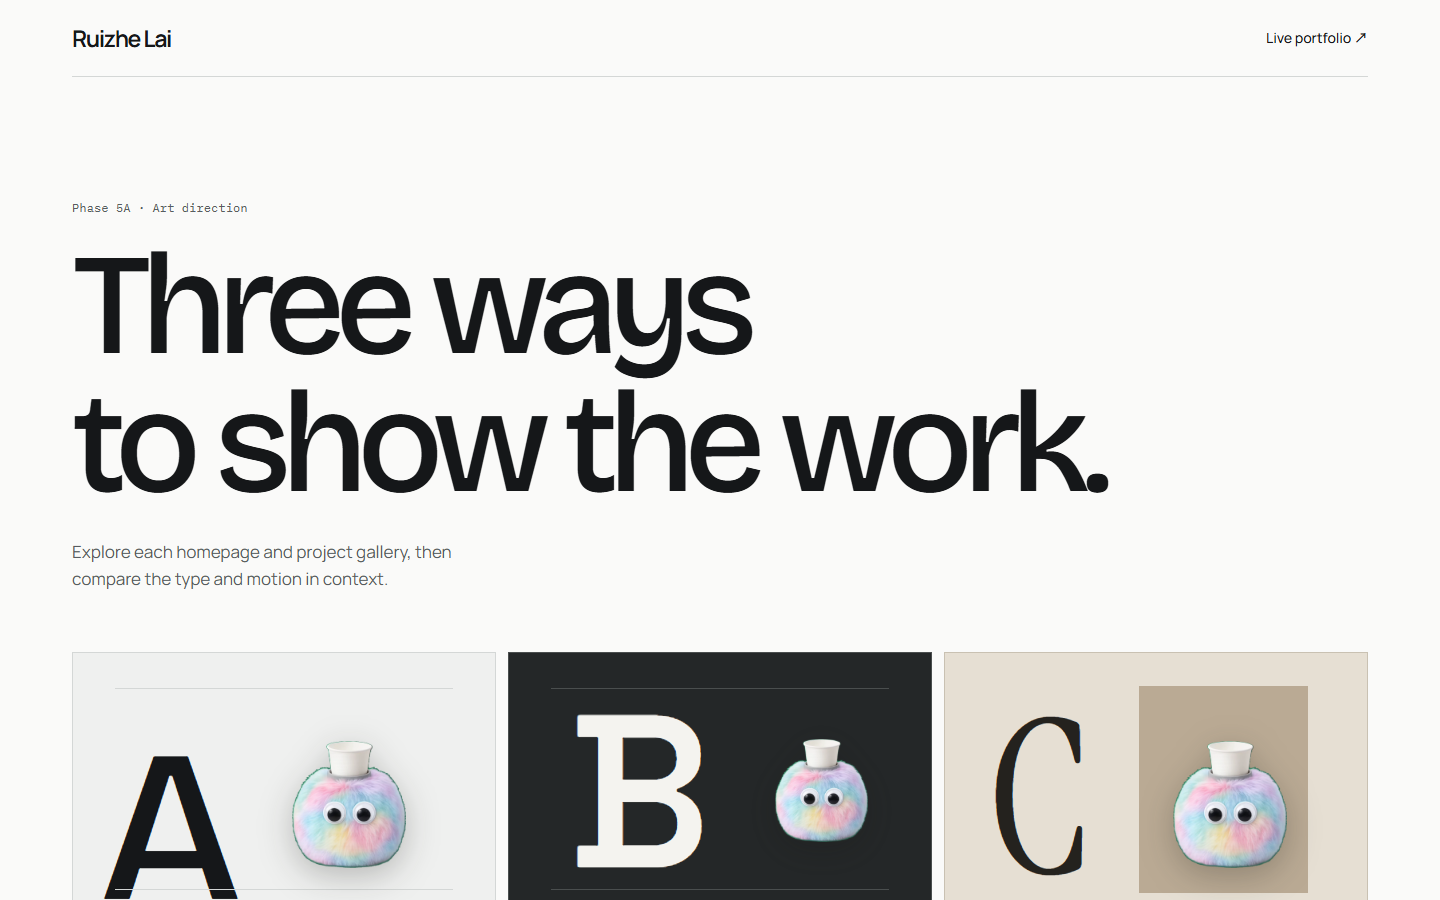 Ruizhe Lai
Live portfolio ↗
Phase 5A · Art direction
Three ways
to show the work.
Explore each homepage and project gallery, then
compare the type and motion in context.
A
B
C